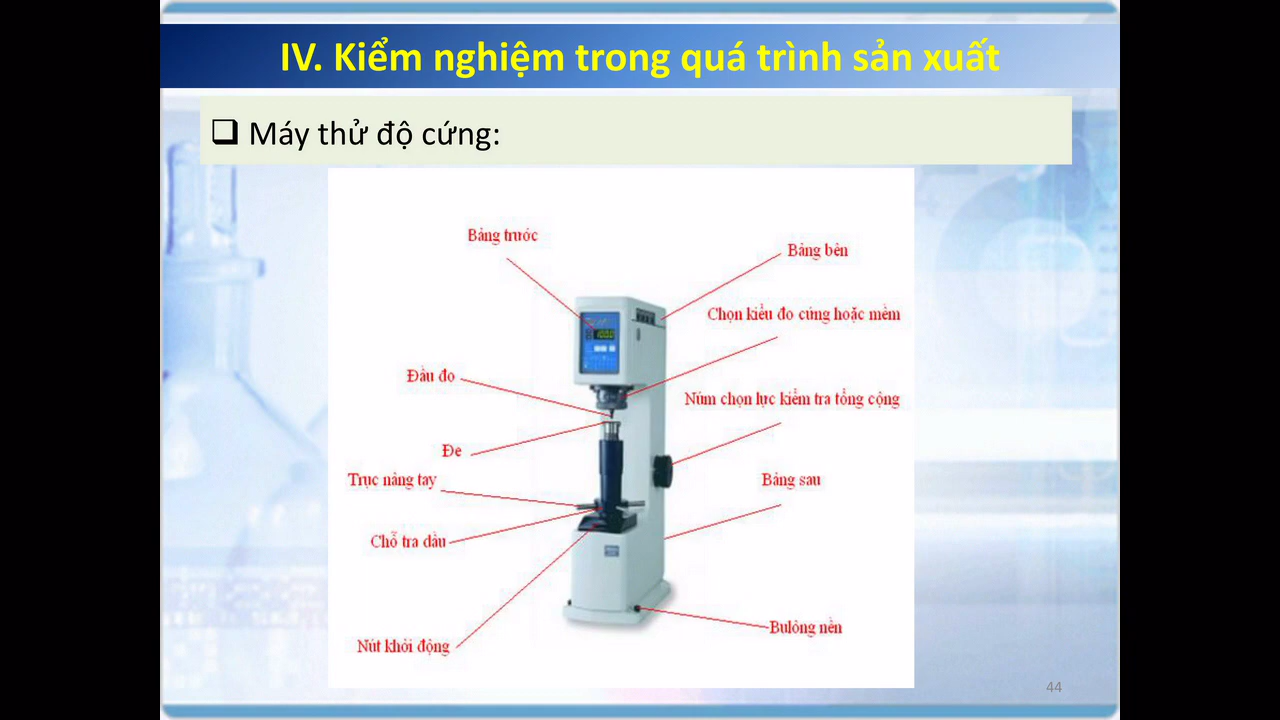 IV. Kiểm nghiệm trong quá trình sản xuất
❑ Máy thử độ cứng:
Bảng trước
Bảng bên
Chọn kiểu đo cứng hoặc mềm
Đầu đo
Núm chọn lực kiểm tra tổng cộng
Đe
Trục nâng tay
Bảng sau
Chỗ tra dầu
Bulông nền
Nút khởi động
44